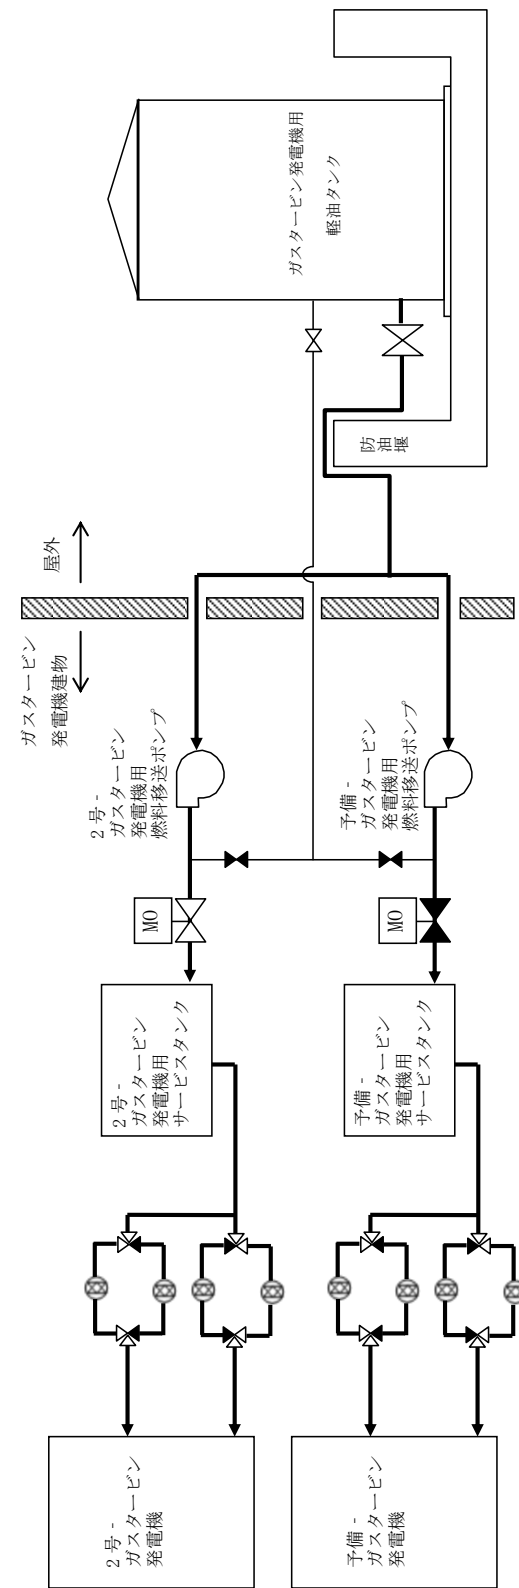 ガスタービン発電機用
軽油タンク
防油堰
屋外
ガスタービン
発電機建物
2号-
ガスタービン
発電機用
燃料移送ポンプ
予備-
ガスタービン
発電機用
燃料移送ポンプ
MO
MO
2号-
ガスタービン
発電機用
サービスタンク
予備-
ガスタービン
発電機用
サービスタンク
2号-
ガスタービン
発電機
予備-
ガスタービン
発電機